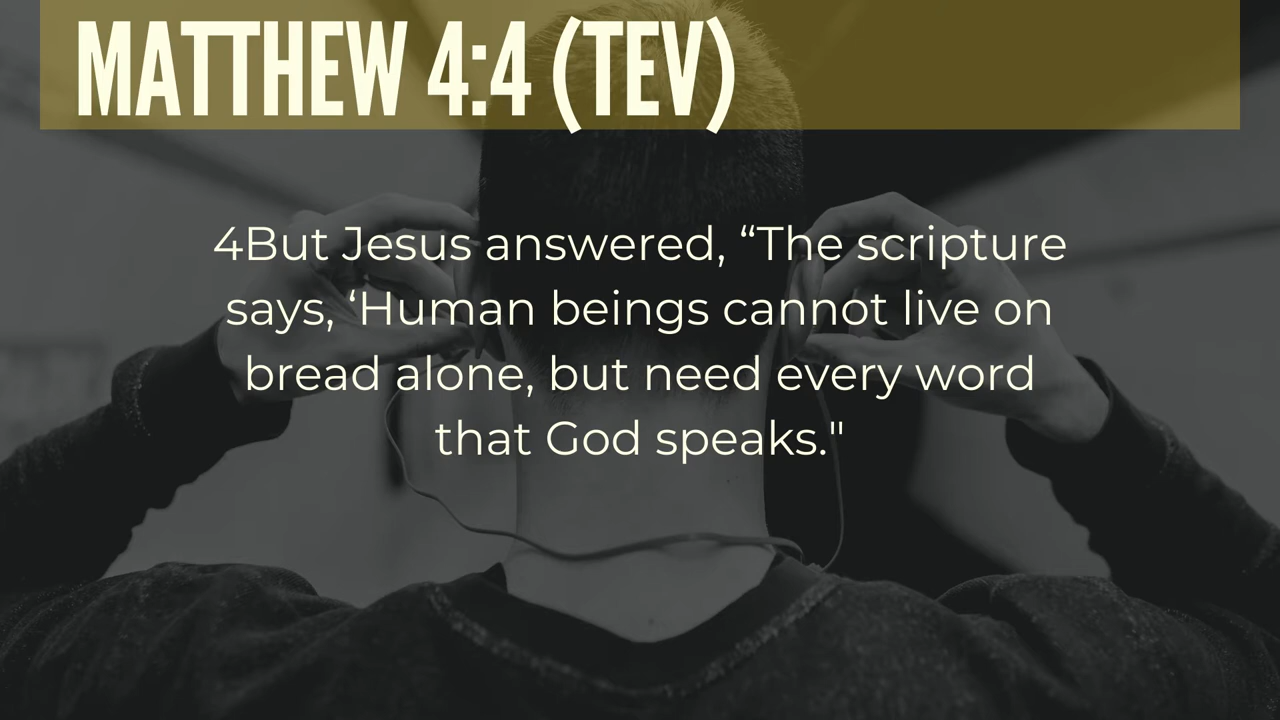 MATTHEW 4:4 (TEV)
4But Jesus answered, “The scripture
says, ‘Human beings cannot live on
bread alone, but need every word
that God speaks."